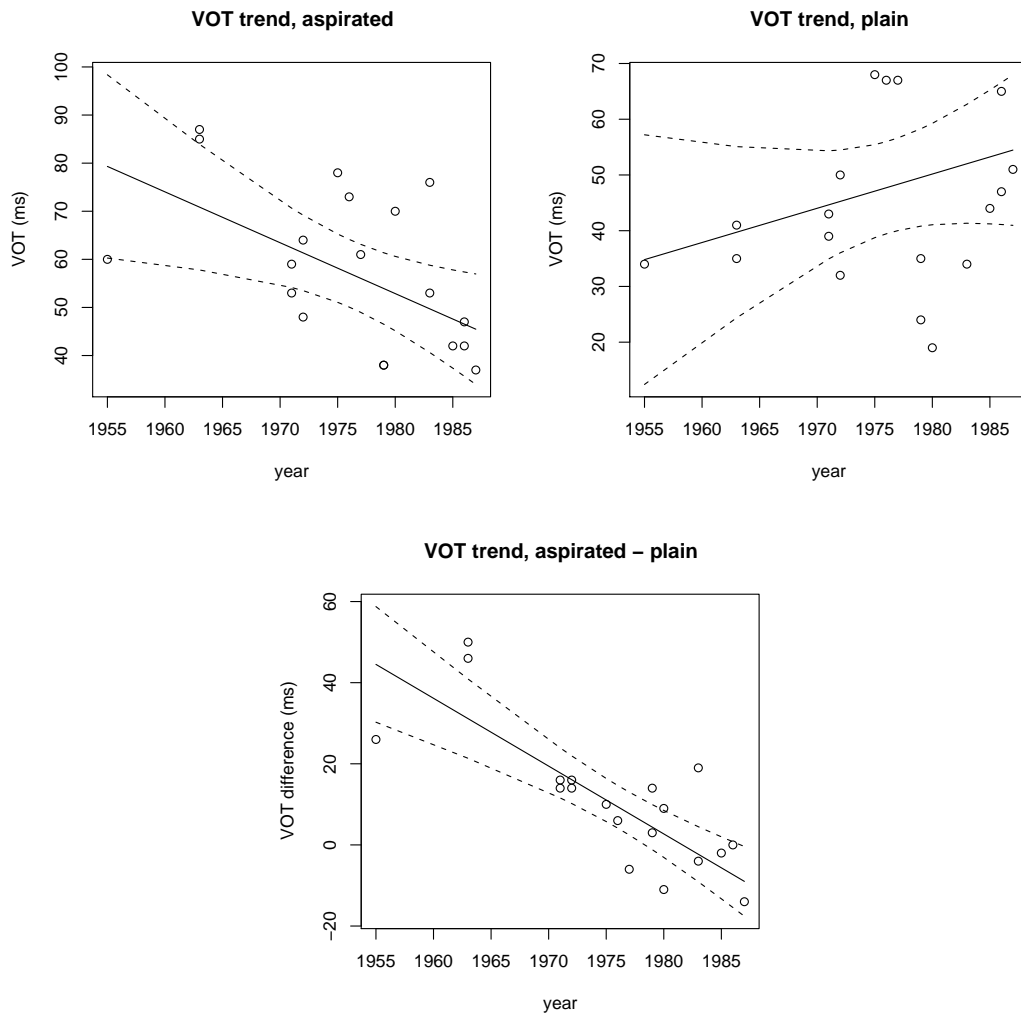 VOT trend, aspirated
VOT (ms)
100
90
80
70
60
50
40
1955 1960 1965 1970 1975 1980 1985
year
VOT trend, plain
VOT (ms)
70
60
50
40
30
20
1955 1960 1965 1970 1975 1980 1985
year
VOT trend, aspirated − plain
VOT difference (ms)
60
40
20
0
−20
1955 1960 1965 1970 1975 1980 1985
year